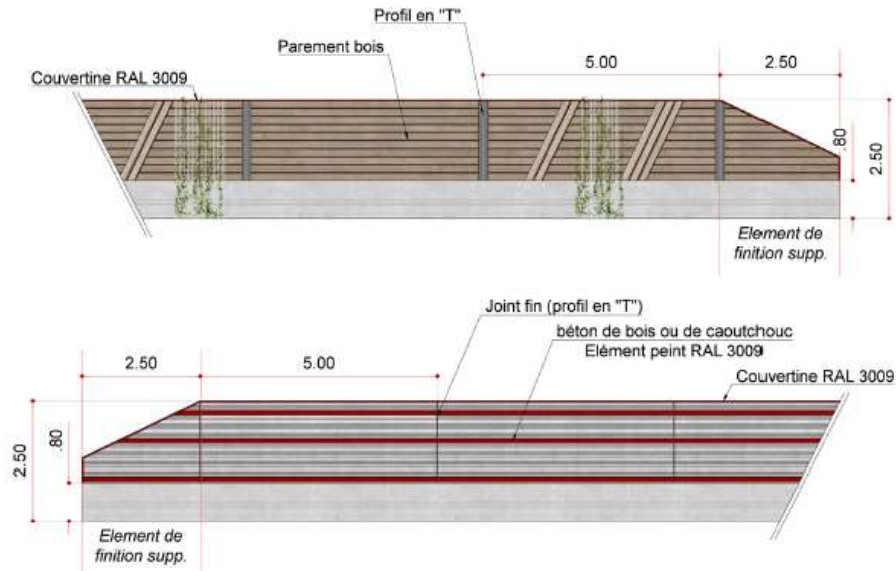 Profil en "T"
Parement bois
Couvertine RAL 3009
5.00
2.50
.80
2.50
Element de
finition supp.
Joint fin (profil en "T")
béton de bois ou de caoutchouc
Elément peint RAL 3009
Couvertine RAL 3009
2.50
5.00
2.50
.80
Element de
finition supp.